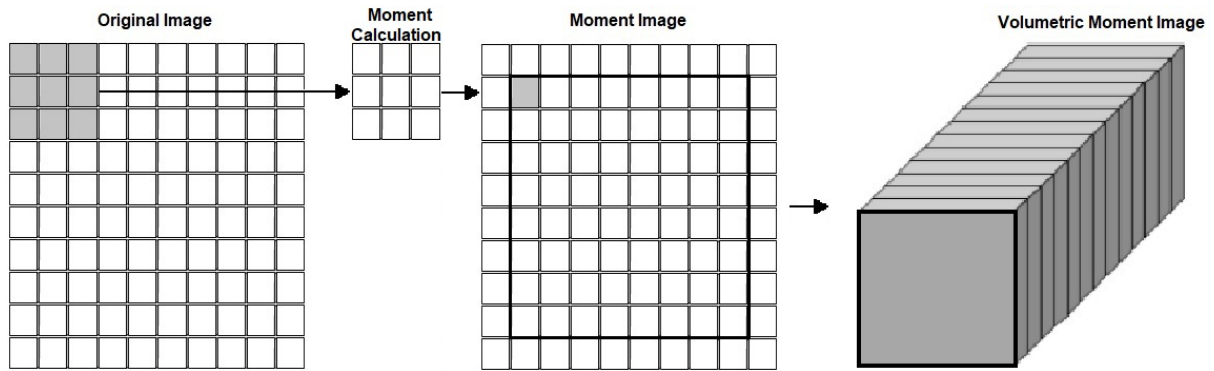 Original Image
Moment
Calculation
Moment Image
Volumetric Moment Image